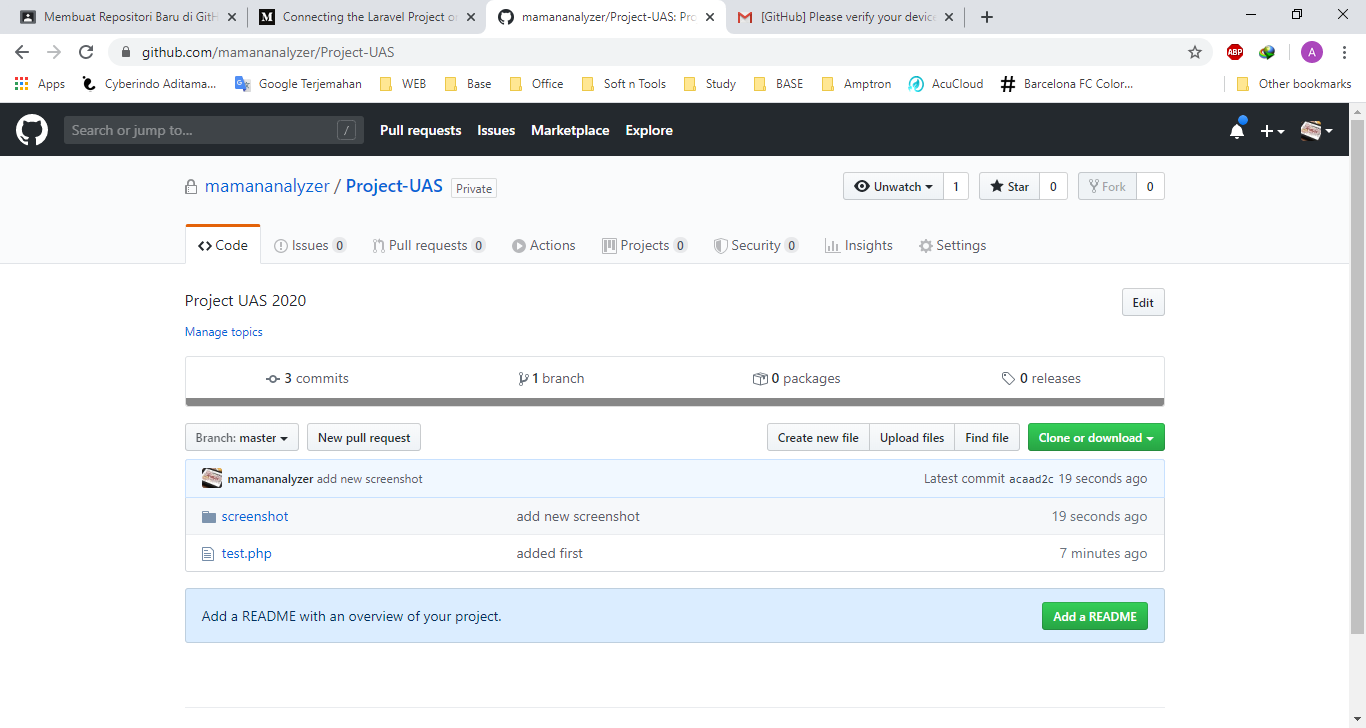 Membuat Repositori Baru di GitH
Connecting the Laravel Project o
mamananalyzer/Project-UAS: Pro
[GitHub] Please verify your device
github.com/mamananalyzer/Project-UAS
ABP
A
Apps
Cyberindo Aditama...
Google Terjemahan
WEB
Base
Office
Soft n Tools
Study
BASE
Amptron
AcuCloud
Barcelona FC Color...
Other bookmarks
Search or jump to...
/
Pull requests
Issues
Marketplace
Explore
mamananalyzer / Project-UAS
Private
Unwatch
1
Star
0
Fork
0
Code
Issues 0
Pull requests 0
Actions
Projects 0
Security 0
Insights
Settings
Project UAS 2020
Edit
Manage topics
3 commits
1 branch
0 packages
0 releases
Branch: master
New pull request
Create new file
Upload files
Find file
Clone or download
mamananalyzer add new screenshot
Latest commit acaad2c 19 seconds ago
screenshot
add new screenshot
19 seconds ago
test.php
added first
7 minutes ago
Add a README with an overview of your project.
Add a README